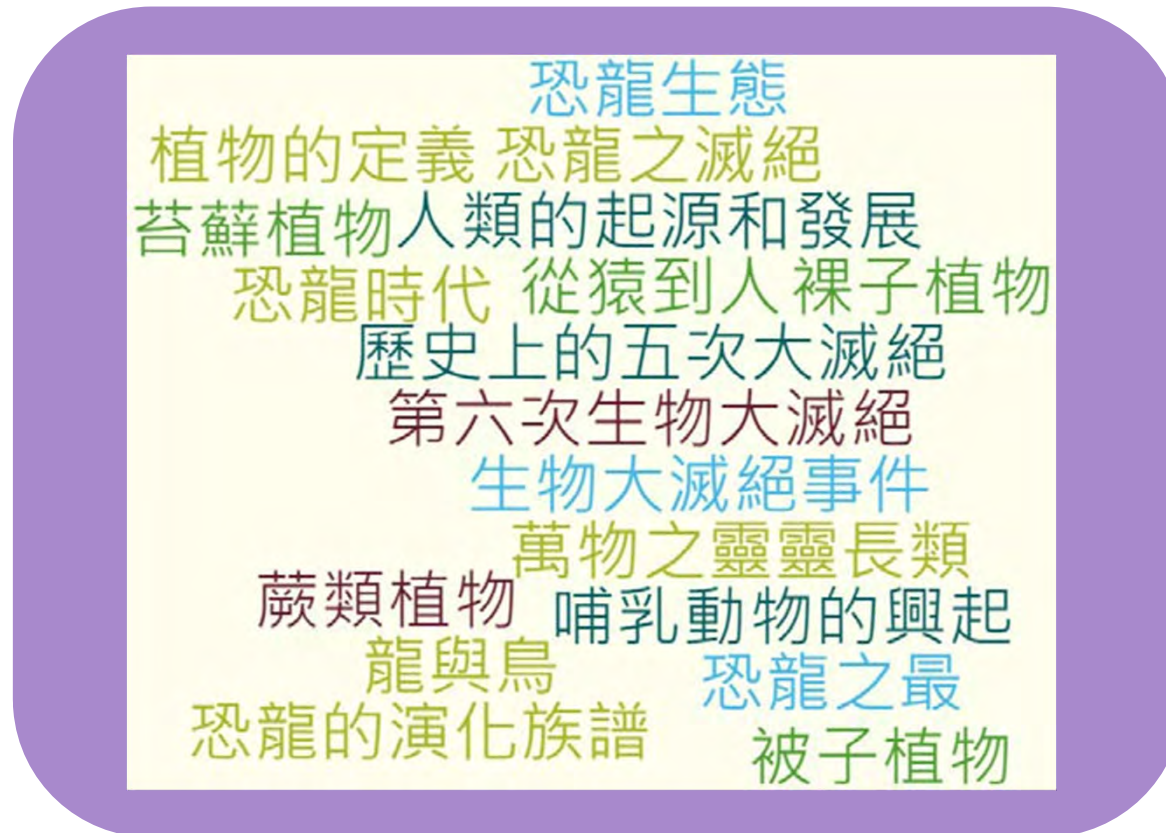 恐龍生態
植物的定義 恐龍之滅絕
苔蘚植物 人類的起源和發展
恐龍時代 從猿到人 裸子植物
歷史上的五次大滅絕
第六次生物大滅絕
生物大滅絕事件
萬物之靈靈長類
蕨類植物 哺乳動物的興起
龍與鳥 恐龍之最
恐龍的演化族譜
被子植物